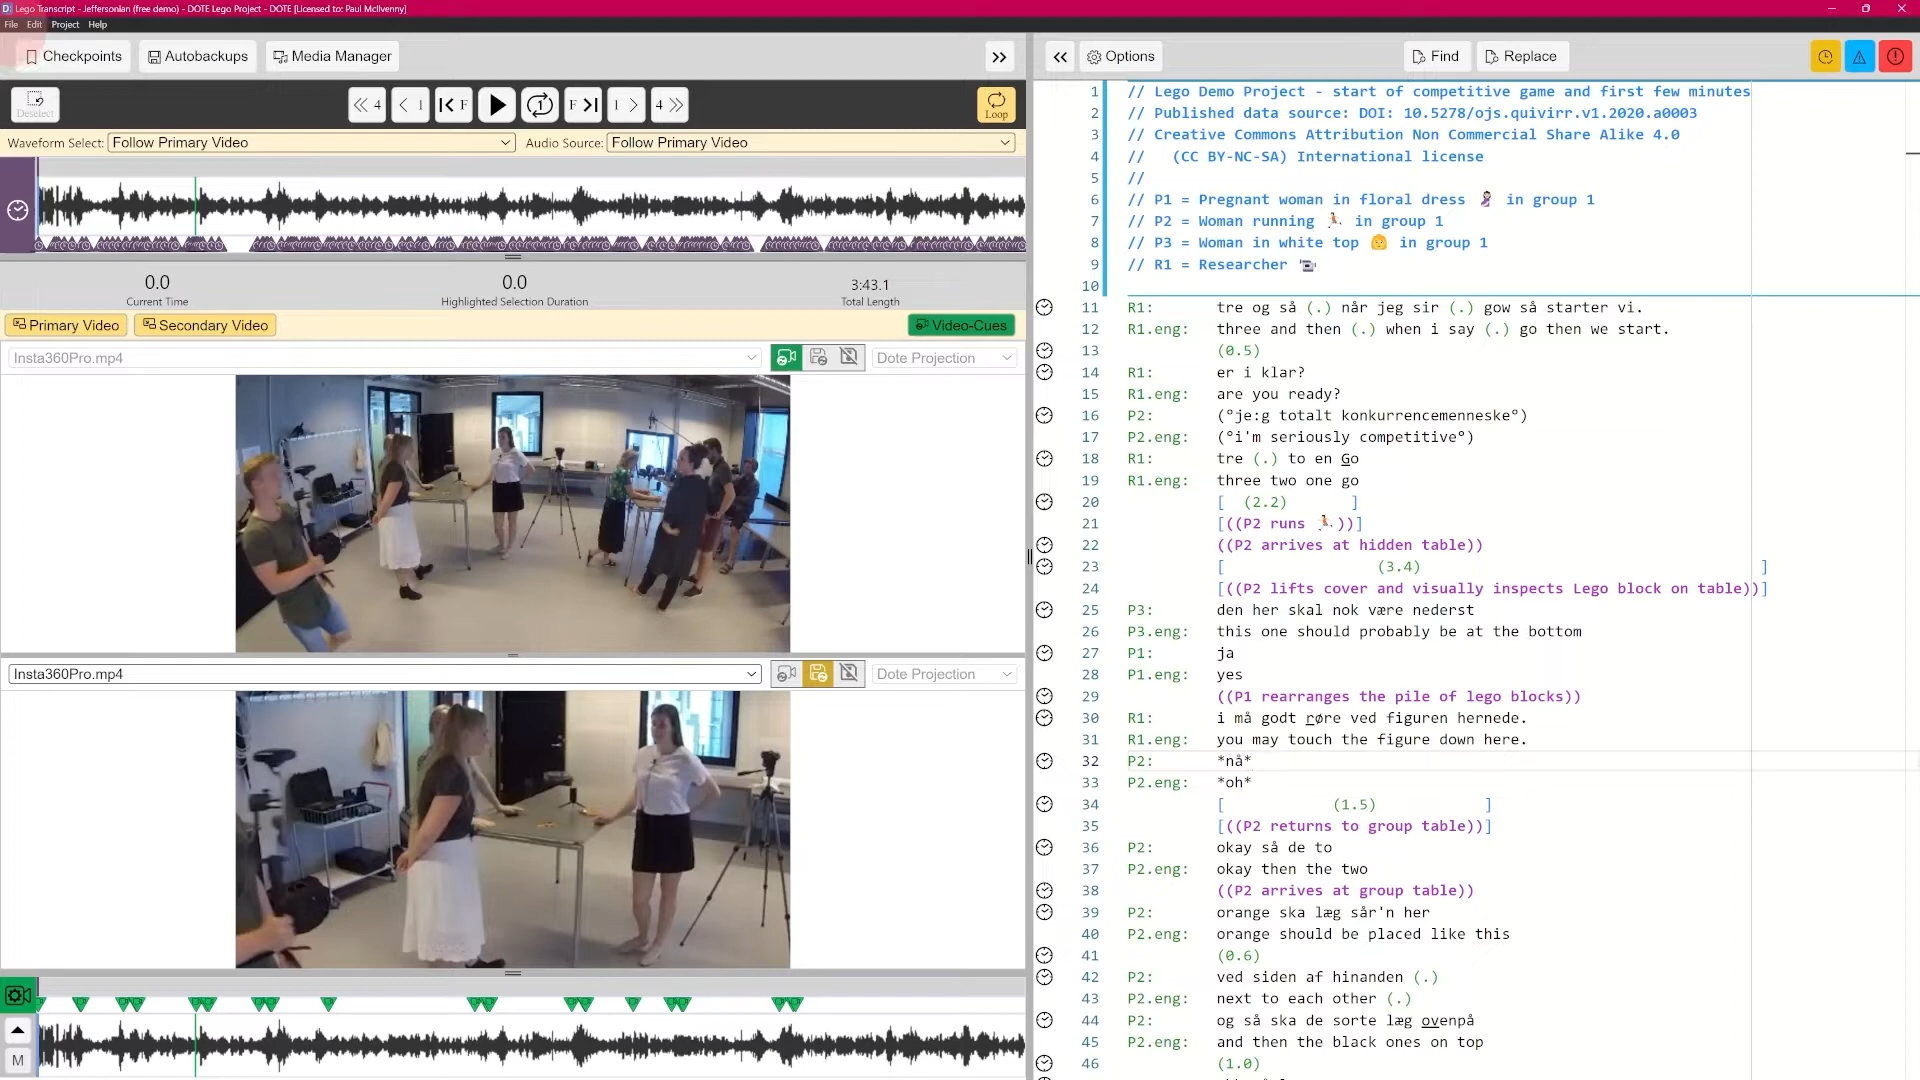 Lego Transcript - Jeffersonian (free demo) - DOTE Lego Project - DOTE [Licensed to: Paul McIlvenny]
File Edit Project Help
Checkpoints Autobackups Media Manager
Options Find Replace
Deselect
4 1 F 1 F 1 4
Loop
Waveform Select: Follow Primary Video Audio Source: Follow Primary Video
0.0 0.0 3:43.1
Current Time Highlighted Selection Duration Total Length
Primary Video Secondary Video Video-Cues
Insta360Pro.mp4 Dote Projection
Insta360Pro.mp4 Dote Projection
M
1 // Lego Demo Project - start of competitive game and first few minutes
2 // Published data source: DOI: 10.5278/ojs.quivirr.v1.2020.a0003
3 // Creative Commons Attribution Non Commercial Share Alike 4.0
4 // (CC BY-NC-SA) International license
5 //
6 // P1 = Pregnant woman in floral dress in group 1
7 // P2 = Woman running in group 1
8 // P3 = Woman in white top in group 1
9 // R1 = Researcher
10
11 R1: tre og så (.) når jeg sir (.) gow så starter vi.
12 R1.eng: three and then (.) when i say (.) go then we start.
13 (0.5)
14 R1: er i klar?
15 R1.eng: are you ready?
16 P2: (°je:g totalt konkurrencemenneske°)
17 P2.eng: (°i'm seriously competitive°)
18 R1: tre (.) to en Go
19 R1.eng: three two one go
20 [ (2.2) ]
21 [((P2 runs 🏃))]
22 ((P2 arrives at hidden table))
23 [ (3.4) ]
24 [((P2 lifts cover and visually inspects Lego block on table))]
25 P3: den her skal nok være nederst
26 P3.eng: this one should probably be at the bottom
27 P1: ja
28 P1.eng: yes
29 ((P1 rearranges the pile of lego blocks))
30 R1: i må godt røre ved figuren hernede.
31 R1.eng: you may touch the figure down here.
32 P2: *nå*
33 P2.eng: *oh*
34 [ (1.5) ]
35 [((P2 returns to group table))]
36 P2: okay så de to
37 P2.eng: okay then the two
38 ((P2 arrives at group table))
39 P2: orange ska læg sår'n her
40 P2.eng: orange should be placed like this
41 (0.6)
42 P2: ved siden af hinanden (.)
43 P2.eng: next to each other (.)
44 P2: og så ska de sorte læg ovenpå
45 P2.eng: and then the black ones on top
46 (1.0)